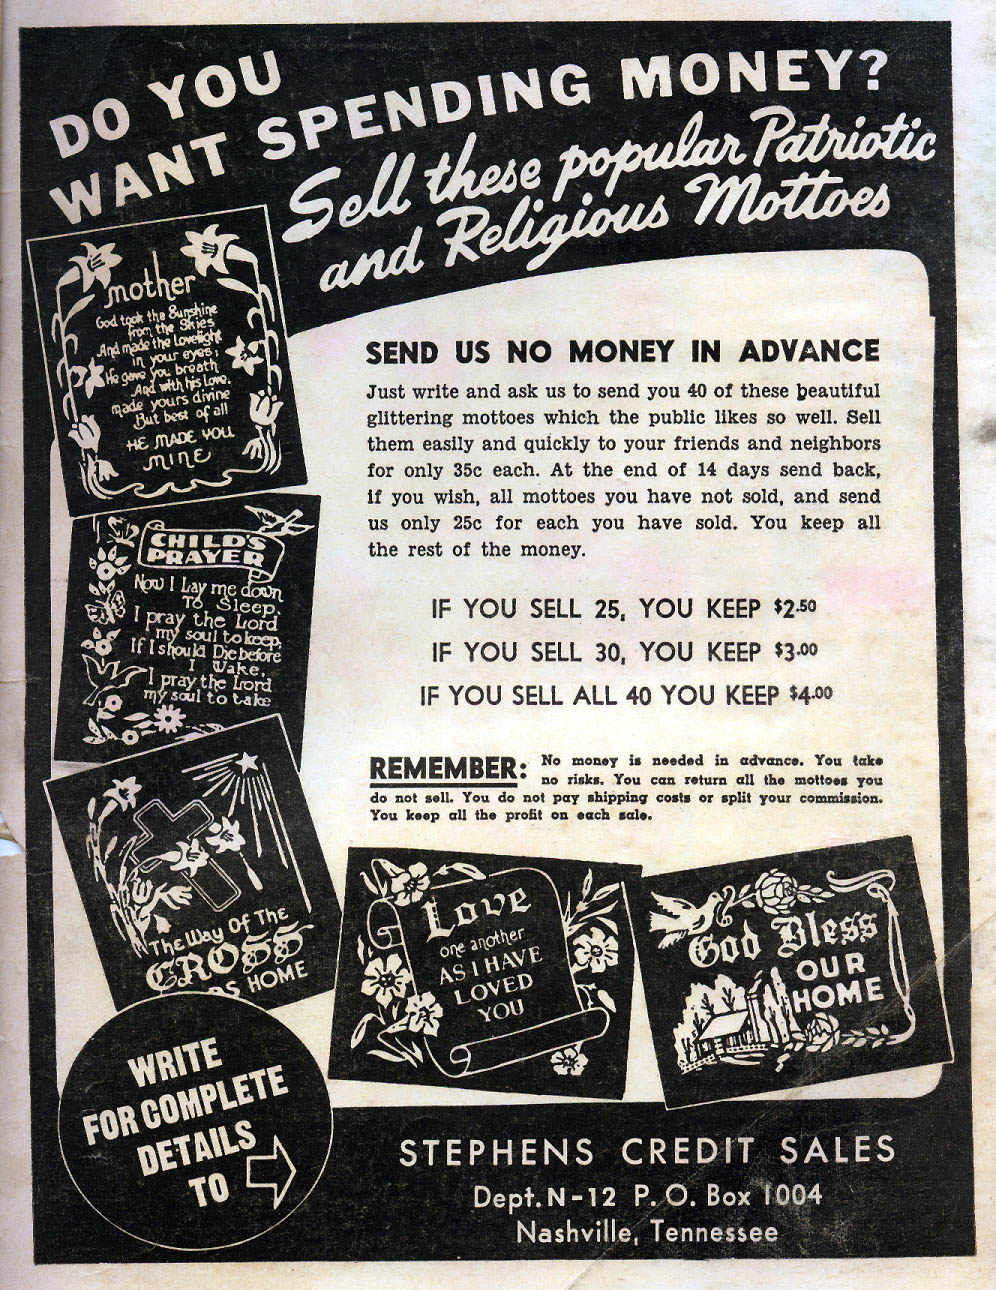 DO YOU
WANT SPENDING MONEY?
Sell these popular Patriotic
and Religious Mottoes
mother
God took the Sunshine
from the Skies
And made the Lovelight
in your eyes;
He gave you breath
And with his Love.
made yours divine
But best of all
HE MADE YOU
MINE
SEND US NO MONEY IN ADVANCE
Just write and ask us to send you 40 of these beautiful
glittering mottoes which the public likes so well. Sell
them easily and quickly to your friends and neighbors
for only 35c each. At the end of 14 days send back,
if you wish, all mottoes you have not sold, and send
us only 25c for each you have sold. You keep all
the rest of the money.
CHILD'S
PRAYER
Now I Lay me down
To Sleep,
I pray the Lord
my soul to keep,
If I should Die before
I Wake,
I pray the Lord
my soul to take
IF YOU SELL 25, YOU KEEP $2.50
IF YOU SELL 30, YOU KEEP $3.00
IF YOU SELL ALL 40 YOU KEEP $4.00
REMEMBER: No money is needed in advance. You take
no risks. You can return all the mottoes you
do not sell. You do not pay shipping costs or split your commission.
You keep all the profit on each sale.
The Way Of The
CROSS
DS HOME
Love
one another
AS I HAVE
LOVED
YOU
God Bless
OUR
HOME
WRITE
FOR COMPLETE
DETAILS
TO
STEPHENS CREDIT SALES
Dept. N-12 P. O. Box 1004
Nashville, Tennessee